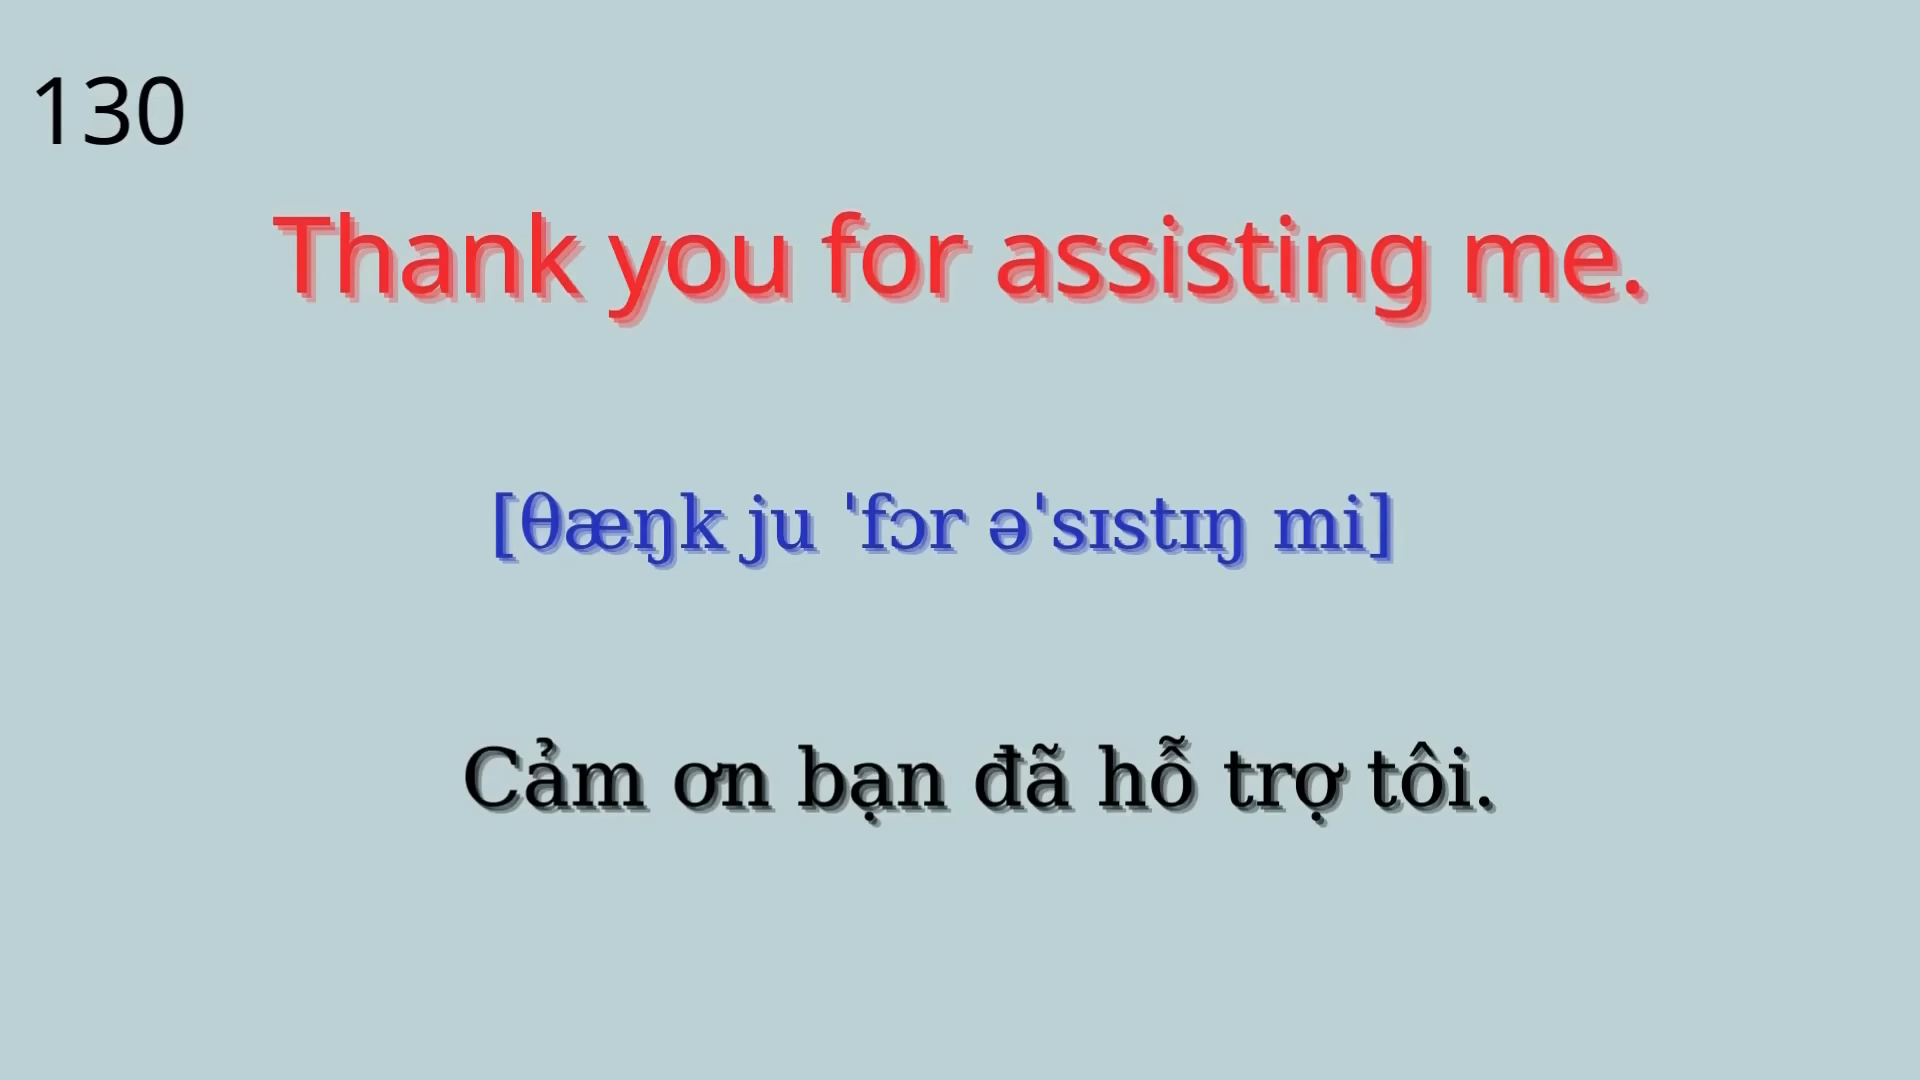 130
Thank you for assisting me.
[θæŋk ju ˈfɔr əˈsɪstɪŋ mi]
Cảm ơn bạn đã hỗ trợ tôi.